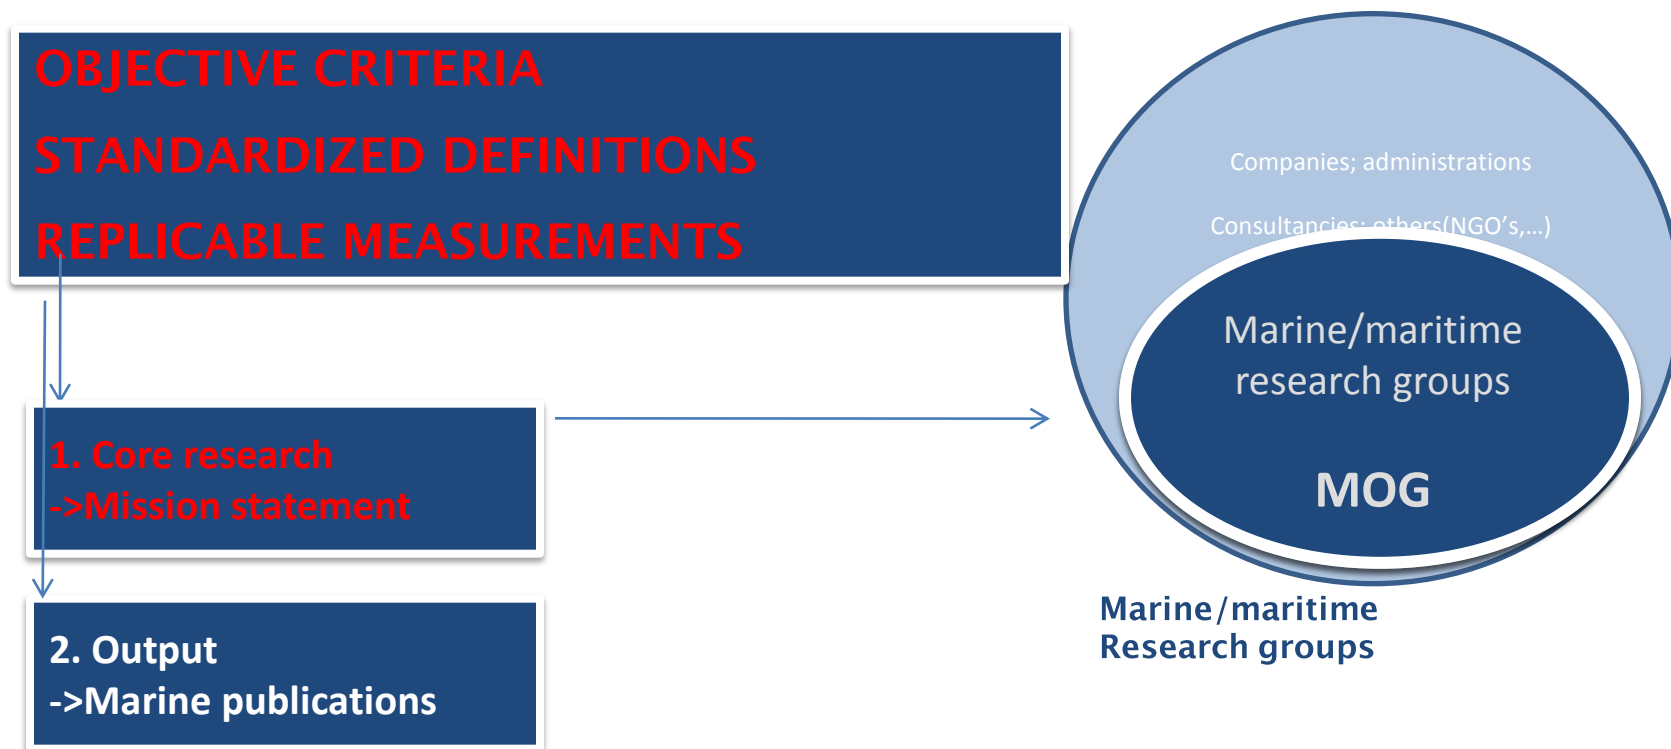 OBJECTIVE CRITERIA
STANDARDIZED DEFINITIONS
REPLICABLE MEASUREMENTS
1. Core research
->Mission statement
2. Output
->Marine publications
Companies; administrations
Consultancies; others(NGO's,...)
Marine/maritime
research groups
MOG
Marine/maritime
Research groups